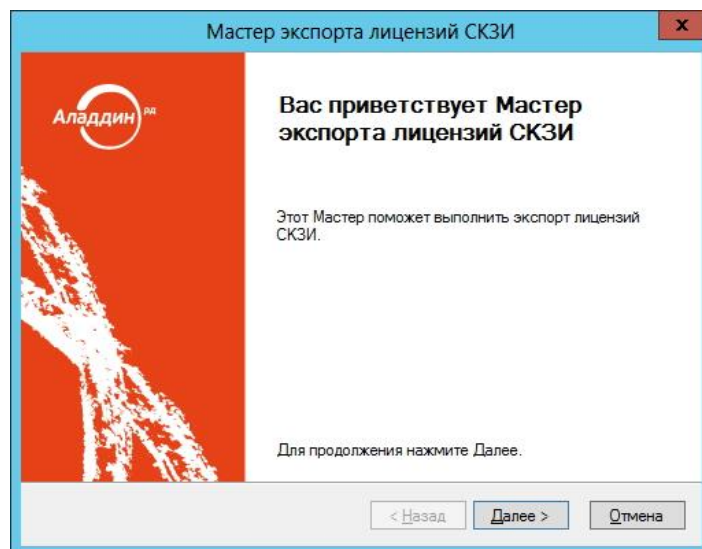 Мастер экспорта лицензий СКЗИ
x
Аладдин РД
Вас приветствует Мастер
экспорта лицензий СКЗИ
Этот Мастер поможет выполнить экспорт лицензий
СКЗИ.
Для продолжения нажмите Далее.
< Назад
Далее >
Отмена